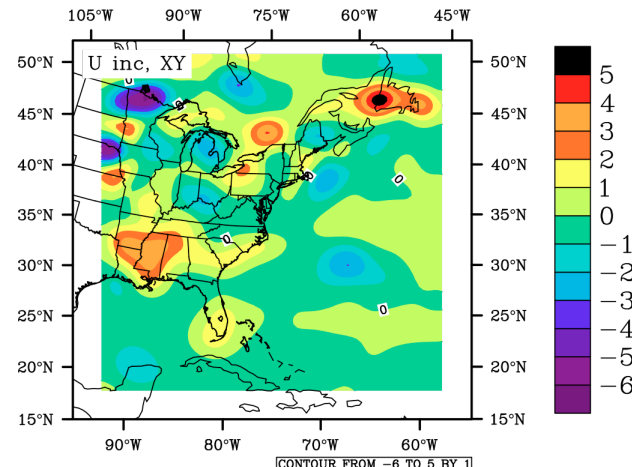 105°W 90°W 75°W 60°W 45°W
U inc, XY
50°N 50°N
45°N 45°N
40°N 40°N
35°N 35°N
30°N 30°N
25°N 25°N
20°N 20°N
15°N 15°N
90°W 80°W 70°W 60°W
0
0
0
0
0
0
5
4
3
2
1
0
−1
−2
−3
−4
−5
−6
CONTOUR FROM −6 TO 5 BY 1